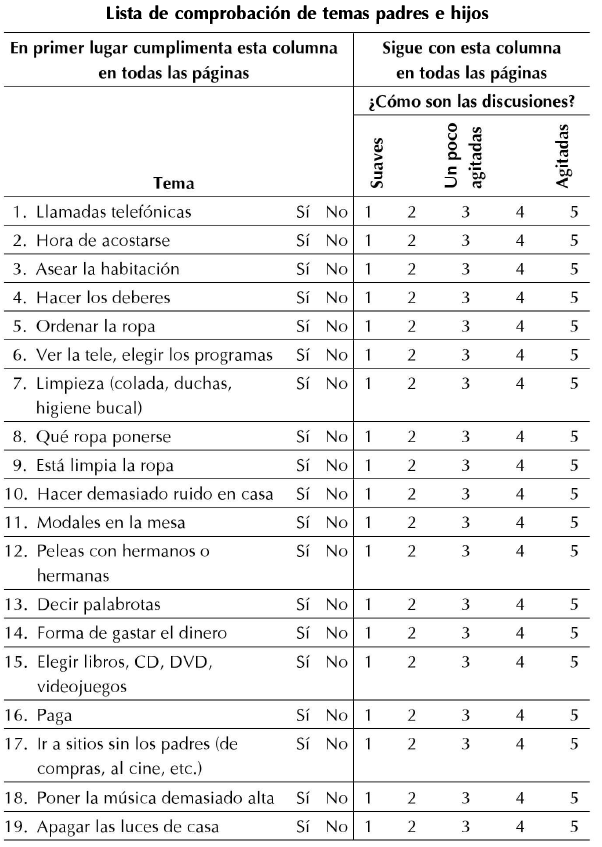 Lista de comprobación de temas padres e hijos
En primer lugar cumplimenta esta columna
en todas las páginas
Sigue con esta columna
en todas las páginas
¿Cómo son las discusiones?
Tema
Suaves
Un poco
agitadas
Agitadas
1. Llamadas telefónicas Sí No 1 2 3 4 5
2. Hora de acostarse Sí No 1 2 3 4 5
3. Asear la habitación Sí No 1 2 3 4 5
4. Hacer los deberes Sí No 1 2 3 4 5
5. Ordenar la ropa Sí No 1 2 3 4 5
6. Ver la tele, elegir los programas Sí No 1 2 3 4 5
7. Limpieza (colada, duchas, Sí No 1 2 3 4 5
higiene bucal)
8. Qué ropa ponerse Sí No 1 2 3 4 5
9. Está limpia la ropa Sí No 1 2 3 4 5
10. Hacer demasiado ruido en casa Sí No 1 2 3 4 5
11. Modales en la mesa Sí No 1 2 3 4 5
12. Peleas con hermanos o Sí No 1 2 3 4 5
hermanas
13. Decir palabrotas Sí No 1 2 3 4 5
14. Forma de gastar el dinero Sí No 1 2 3 4 5
15. Elegir libros, CD, DVD, Sí No 1 2 3 4 5
videojuegos
16. Paga Sí No 1 2 3 4 5
17. Ir a sitios sin los padres (de Sí No 1 2 3 4 5
compras, al cine, etc.)
18. Poner la música demasiado alta Sí No 1 2 3 4 5
19. Apagar las luces de casa Sí No 1 2 3 4 5